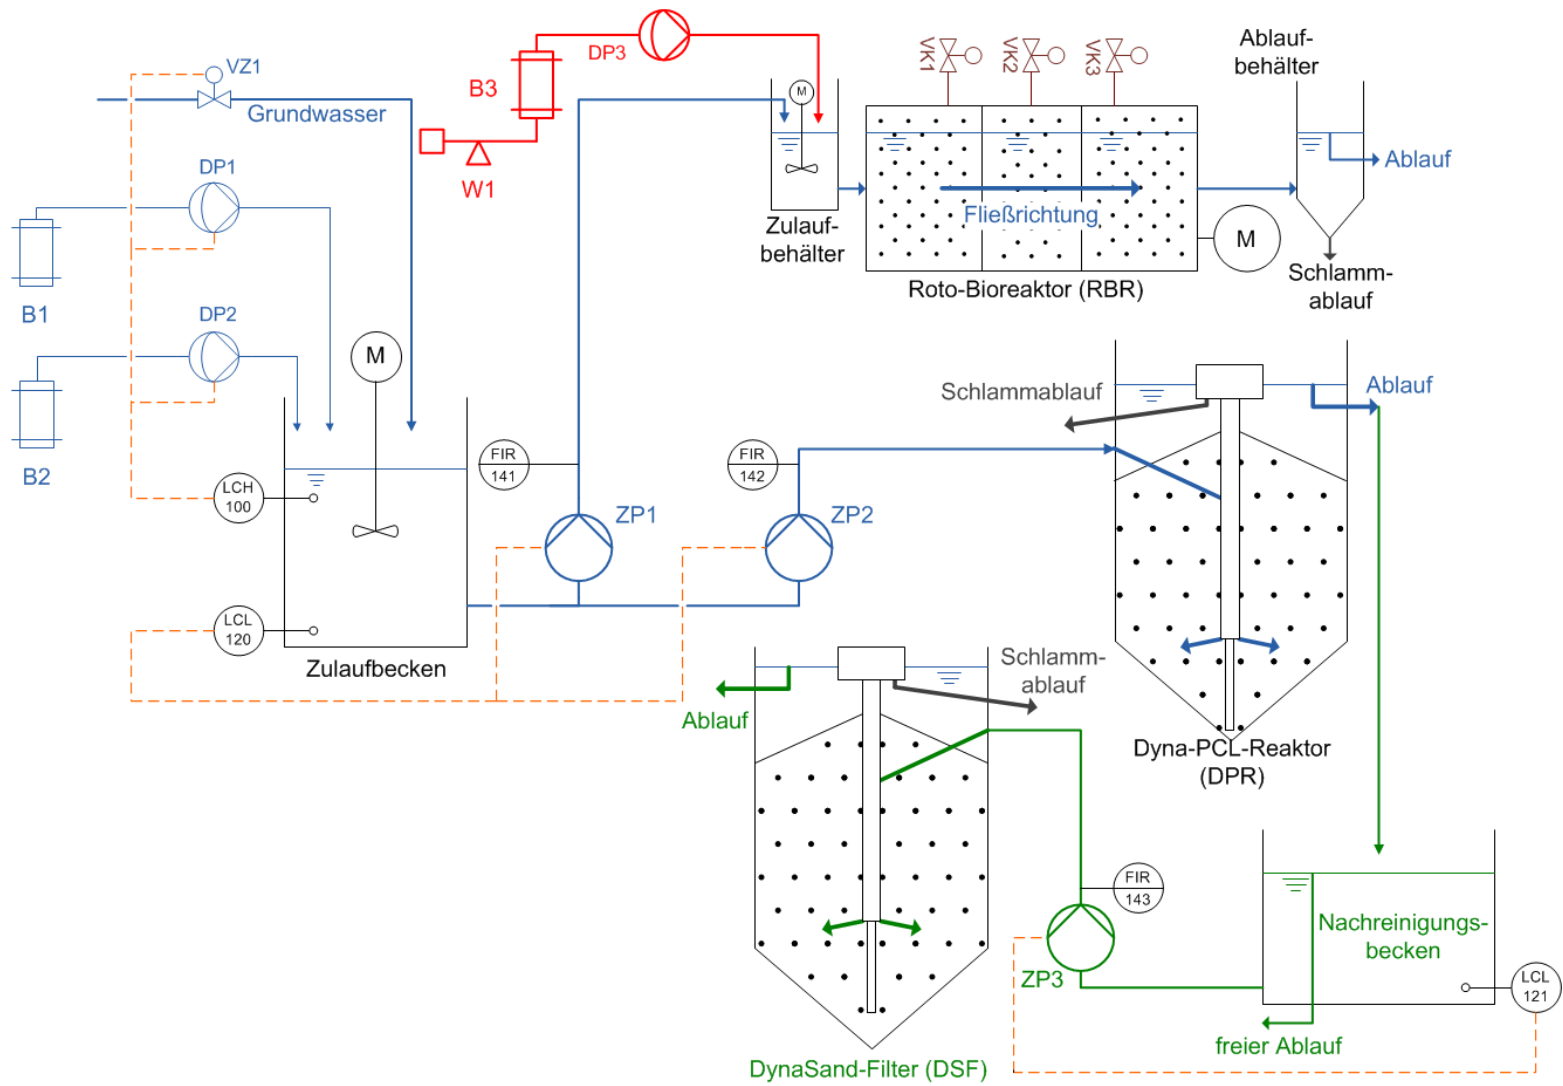 VZ1
Grundwasser
DP1
B1
DP2
B2
M
LCH
100
LCL
120
Zulaufbecken
B3
DP3
W1
M
Zulauf-
behälter
VK1
VK2
VK3
Fließrichtung
Roto-Bioreaktor (RBR)
M
Ablauf-
behälter
Ablauf
Schlamm-
ablauf
FIR
141
ZP1
FIR
142
ZP2
Schlammablauf
Ablauf
Dyna-PCL-Reaktor
(DPR)
Schlamm-
ablauf
Ablauf
DynaSand-Filter (DSF)
FIR
143
ZP3
Nachreinigungs-
becken
LCL
121
freier Ablauf